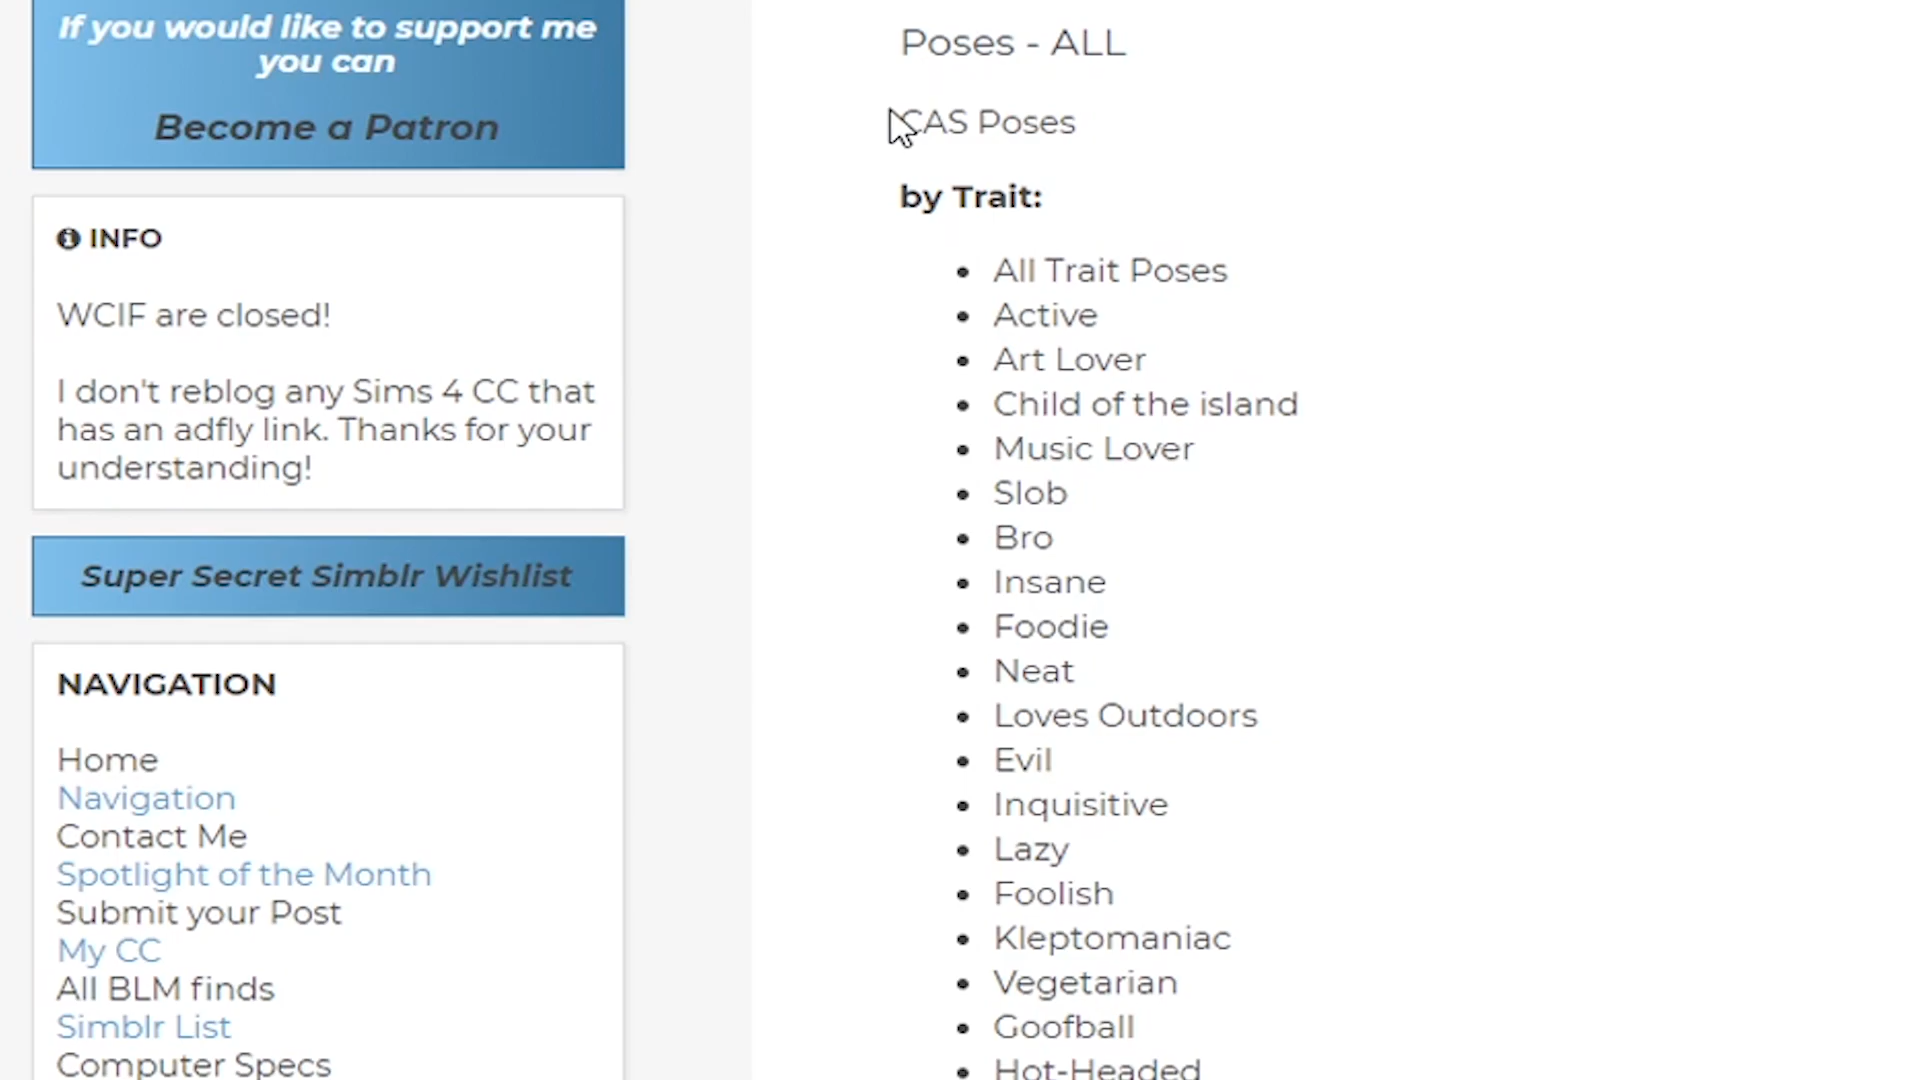 If you would like to support me
you can
Become a Patron
INFO
WCIF are closed!
I don't reblog any Sims 4 CC that
has an adfly link. Thanks for your
understanding!
Super Secret Simblr Wishlist
NAVIGATION
Home
Navigation
Contact Me
Spotlight of the Month
Submit your Post
My CC
All BLM finds
Simblr List
Computer Specs
Poses - ALL
CAS Poses
by Trait:
All Trait Poses
Active
Art Lover
Child of the island
Music Lover
Slob
Bro
Insane
Foodie
Neat
Loves Outdoors
Evil
Inquisitive
Lazy
Foolish
Kleptomaniac
Vegetarian
Goofball
Hot-Headed